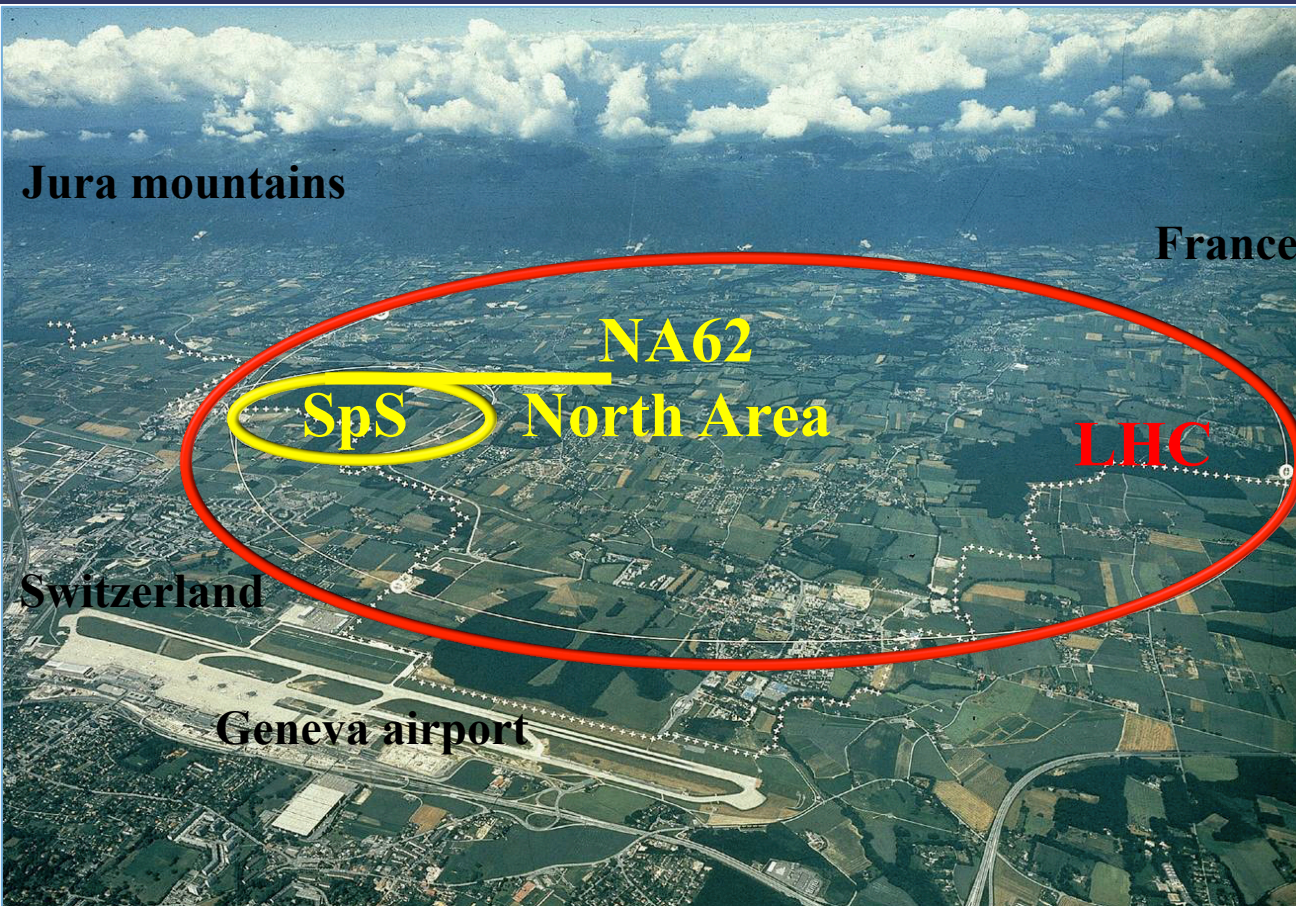 Jura mountains
France
NA62
SpS
North Area
LHC
Switzerland
Geneva airport